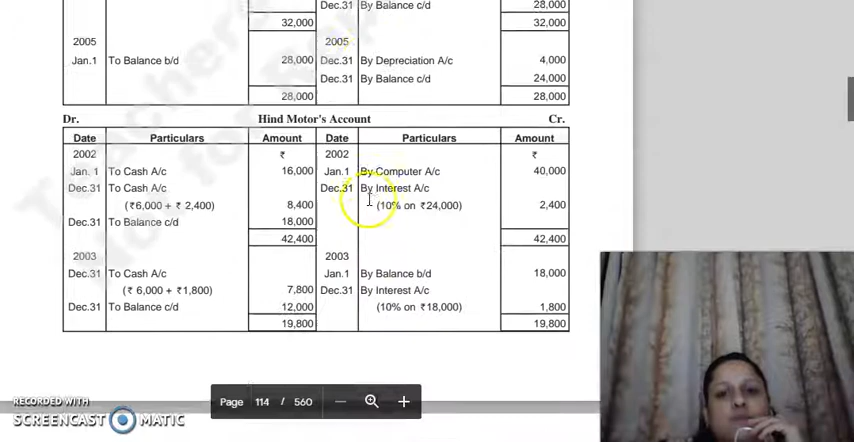 Dec.31 By Balance c/d 28,000
32,000 32,000
2005 2005
Jan.1 To Balance b/d 28,000 Dec.31 By Depreciation A/c 4,000
Dec.31 By Balance c/d 24,000
28,000 28,000
Dr. Hind Motor's Account Cr.
Date Particulars Amount Date Particulars Amount
2002 ₹ 2002 ₹
Jan. 1 To Cash A/c 16,000 Jan.1 By Computer A/c 40,000
Dec.31 To Cash A/c Dec.31 By Interest A/c
(₹6,000 + ₹ 2,400) 8,400 (10% on ₹24,000) 2,400
Dec.31 To Balance c/d 18,000
42,400 42,400
2003 2003
Dec.31 To Cash A/c Jan.1 By Balance b/d 18,000
(₹ 6,000 + ₹1,800) 7,800 Dec.31 By Interest A/c
Dec.31 To Balance c/d 12,000 (10% on ₹18,000) 1,800
19,800 19,800
Page 114 / 560
RECORDED WITH
SCREENCAST MATIC